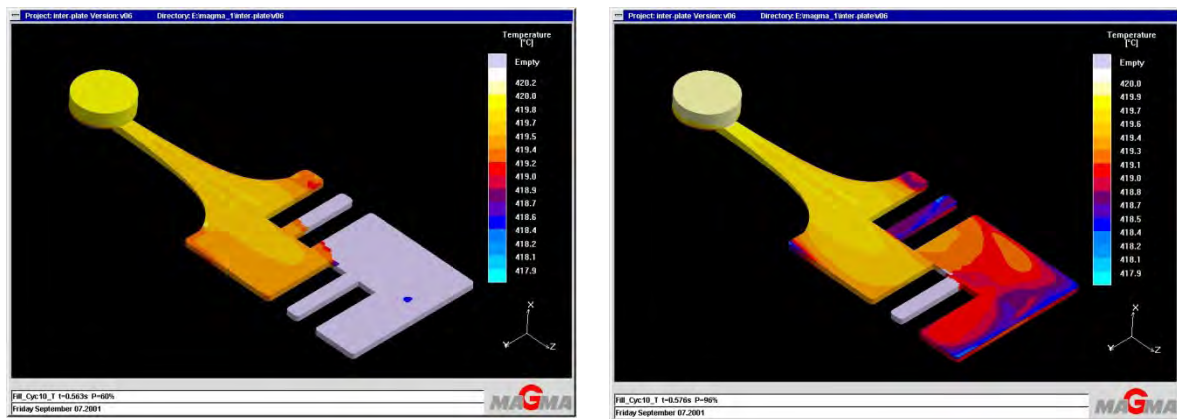 Project: inter-plate Version: v06 Directory: E:\magma_1\inter-plate\v06
Temperature
[°C]
Empty
420.2
420.0
419.8
419.7
419.5
419.4
419.2
419.0
418.9
418.7
418.6
418.4
418.2
418.1
417.9
X
Y
Z
Fill_Cyc10_T t=0.563s P=60%
Friday September 07.2001
MAGMA
Project: inter-plate Version: v06 Directory: E:\magma_1\inter-plate\v06
Temperature
[°C]
Empty
420.0
419.9
419.7
419.6
419.4
419.3
419.1
419.0
418.8
418.7
418.5
418.4
418.2
418.1
417.9
X
Y
Z
Fill_Cyc10_T t=0.576s P=96%
Friday September 07.2001
MAGMA